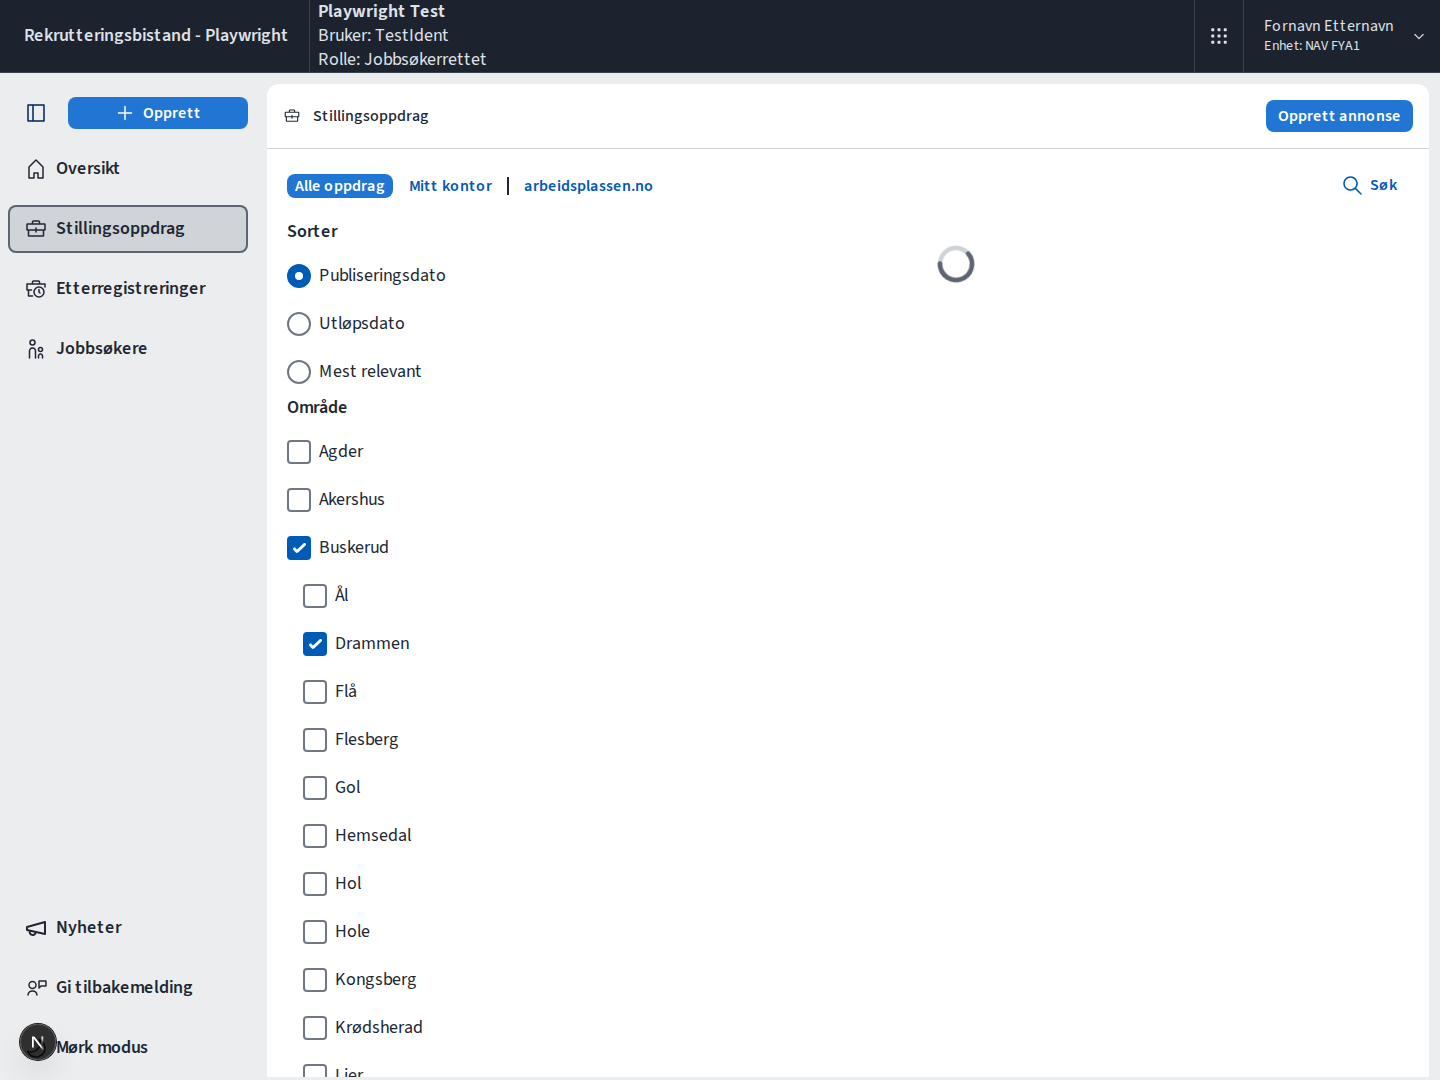 Rekrutteringsbistand - Playwright
Playwright Test
Bruker: TestIdent
Rolle: Jobbsøkerrettet
Fornavn Etternavn
Enhet: NAV FYA1
Opprett
Oversikt
Stillingsoppdrag
Etterregistreringer
Jobbsøkere
Nyheter
Gi tilbakemelding
Mørk modus
N
Stillingsoppdrag
Opprett annonse
Alle oppdrag
Mitt kontor
arbeidsplassen.no
Søk
Sorter
Publiseringsdato
Utløpsdato
Mest relevant
Område
Agder
Akershus
Buskerud
Ål
Drammen
Flå
Flesberg
Gol
Hemsedal
Hol
Hole
Kongsberg
Krødsherad
Lier